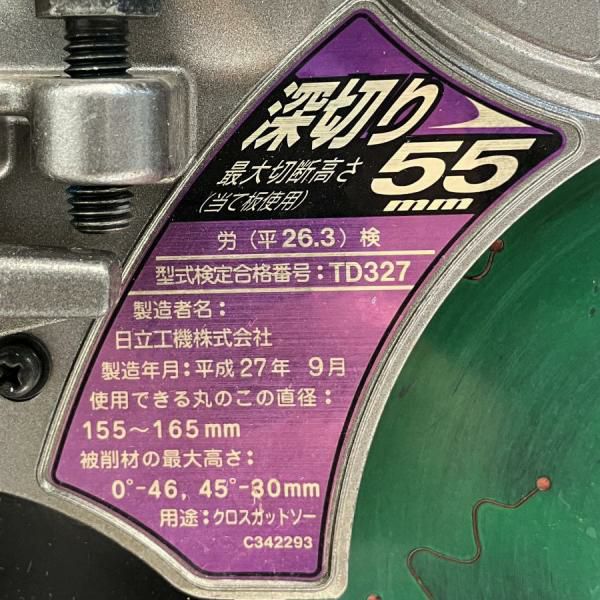 深切り
55mm
最大切断高さ
(当て板使用)
労(平26.3)検
型式検定合格番号:TD327
製造者名:
日立工機株式会社
製造年月:平成27年 9月
使用できる丸のこの直径:
155~165mm
被削材の最大高さ:
0°-46, 45°-30mm
用途:クロスカットソー
C342293